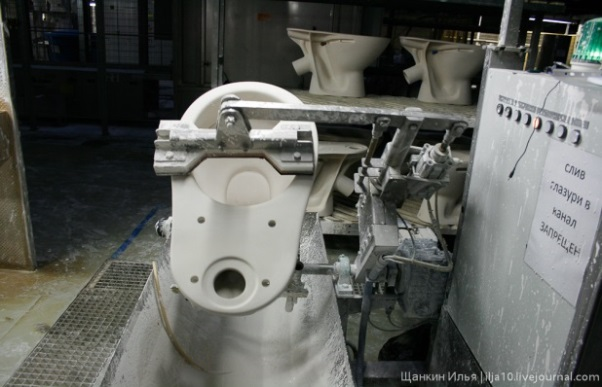 слив
глазури в
канал
ЗАПРЕЩЕН
Щанкин Илья | ilja10.livejournal.com